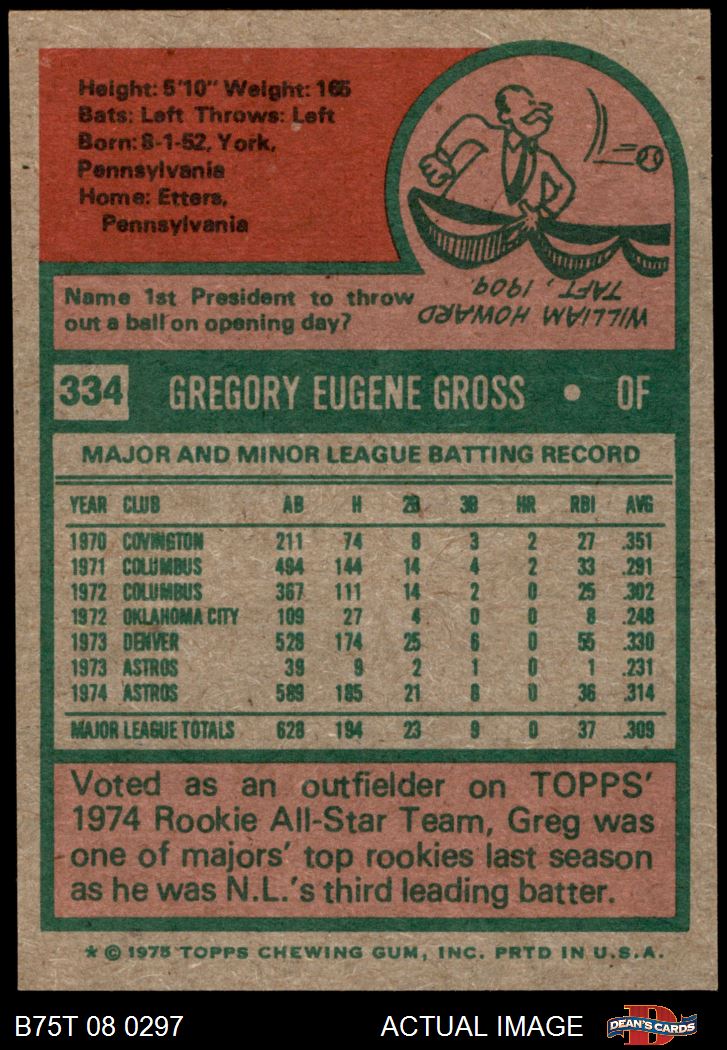 Height: 5'10" Weight: 165
Bats: Left Throws: Left
Born: 8-1-52, York,
Pennsylvania
Home: Etters,
Pennsylvania
Name 1st President to throw
out a ball on opening day?
WILLIAM HOWARD
TAFT, 1909.
334 GREGORY EUGENE GROSS • OF
MAJOR AND MINOR LEAGUE BATTING RECORD
YEAR CLUB AB H 2B 3B HR RBI AVG
1970 COVINGTON 211 74 8 3 2 27 .351
1971 COLUMBUS 494 144 14 4 2 33 .291
1972 COLUMBUS 367 111 14 2 0 25 .302
1972 OKLAHOMA CITY 109 27 4 0 0 8 .248
1973 DENVER 528 174 25 6 0 55 .330
1973 ASTROS 39 9 2 1 0 1 .231
1974 ASTROS 589 185 21 8 0 36 .314
MAJOR LEAGUE TOTALS 628 194 23 9 0 37 .309
Voted as an outfielder on TOPPS'
1974 Rookie All-Star Team, Greg was
one of majors' top rookies last season
as he was N.L.'s third leading batter.
* © 1975 TOPPS CHEWING GUM, INC. PRTD IN U.S.A.
B75T 08 0297 ACTUAL IMAGE D DEAN'S CARDS